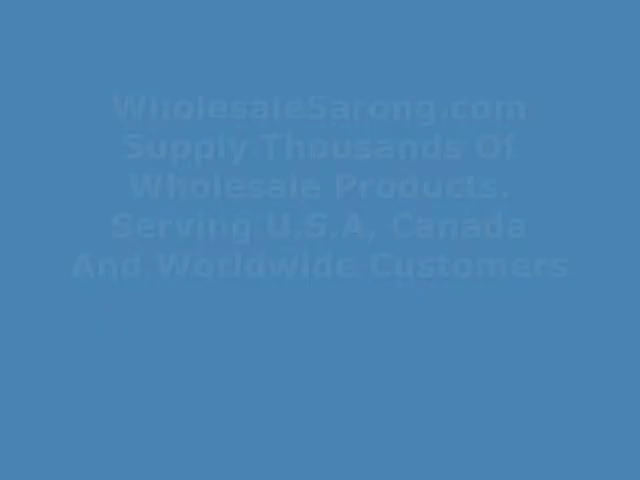 WholesaleSarong.com
Supply Thousands Of
Wholesale Products.
Serving U.S.A, Canada
And Worldwide Customers